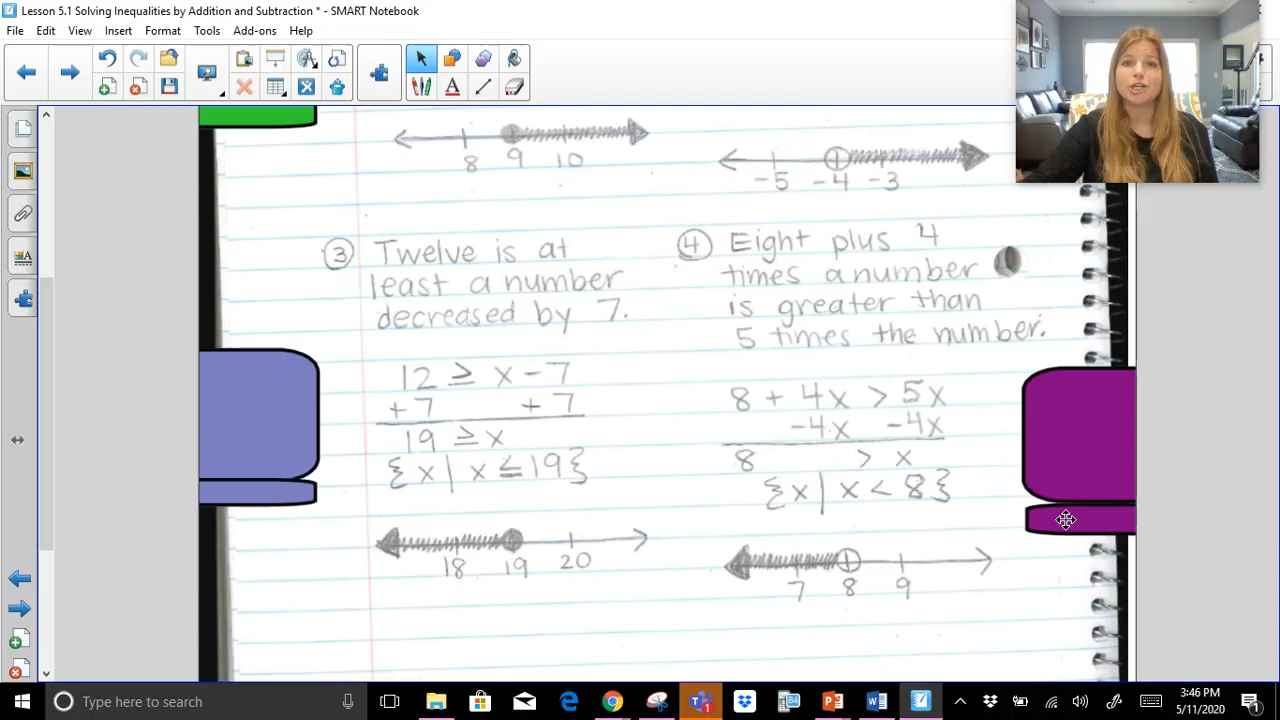 Lesson 5.1 Solving Inequalities by Addition and Subtraction * - SMART Notebook
File Edit View Insert Format Tools Add-ons Help
8 9 10
-5 -4 -3
③ Twelve is at
least a number
decreased by 7.
12 ≥ x - 7
+7 +7
19 ≥ x
{x | x ≤ 19}
18 19 20
④ Eight plus 4
times a number
is greater than
5 times the number.
8 + 4x > 5x
-4x -4x
8 > x
{x | x < 8}
7 8 9
Type here to search
3:46 PM
5/11/2020